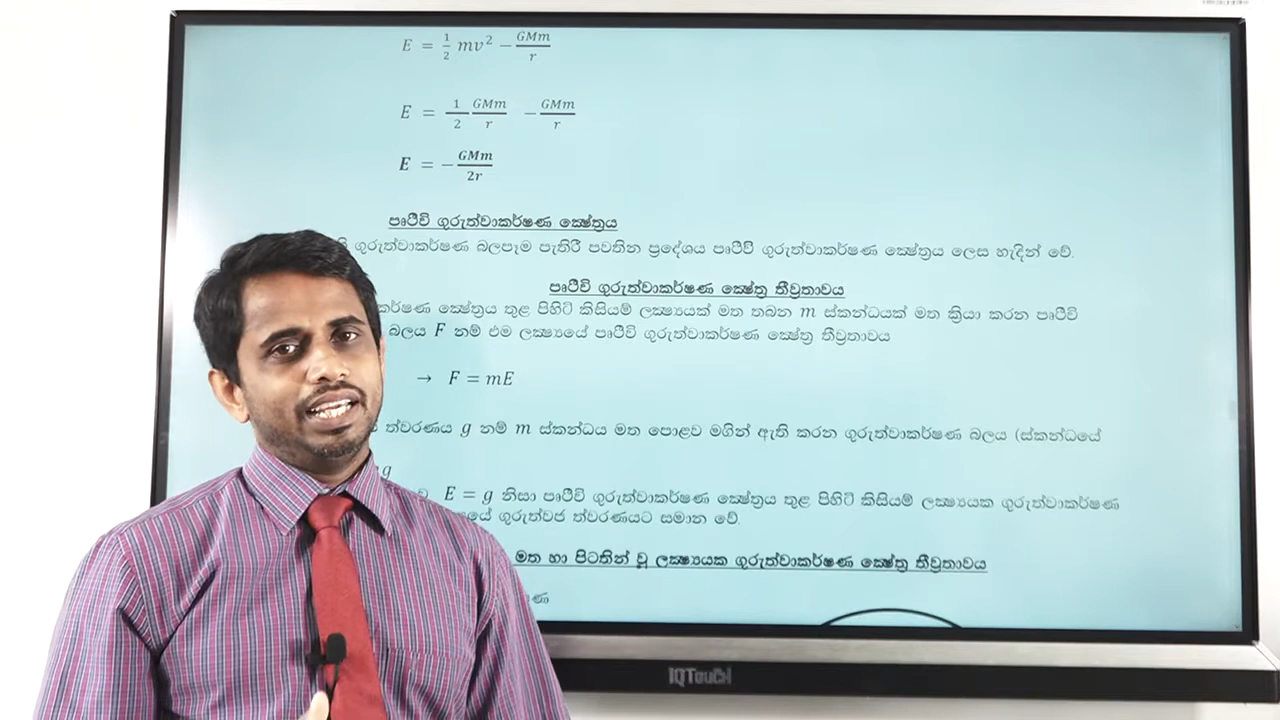 E = 1/2 mv² − GMm/r
E = 1/2 GMm/r − GMm/r
E = − GMm/2r
පෘථිවි ගුරුත්වාකර්ෂණ ක්‍ෂේත්‍රය
ගුරුත්වාකර්ෂණ බලපෑම පැතිරී පවතින ප්‍රදේශය පෘථිවි ගුරුත්වාකර්ෂණ ක්‍ෂේත්‍රය ලෙස හැදින් වේ.
පෘථිවි ගුරුත්වාකර්ෂණ ක්‍ෂේත්‍ර තීව්‍රතාවය
ක්‍ෂේත්‍රය තුළ පිහිටි කිසියම් ලක්‍ෂ්‍යයක් මත තබන m ස්කන්ධයක් මත ක්‍රියා කරන පෘථිවි
බලය F නම් එම ලක්‍ෂ්‍යයේ පෘථිවි ගුරුත්වාකර්ෂණ ක්‍ෂේත්‍ර තීව්‍රතාවය
→ F = mE
ත්වරණය g නම් m ස්කන්ධය මත පොළව මගින් ඇති කරන ගුරුත්වාකර්ෂණ බලය (ස්කන්ධයේ
g
E = g නිසා පෘථිවි ගුරුත්වාකර්ෂණ ක්‍ෂේත්‍රය තුළ පිහිටි කිසියම් ලක්‍ෂ්‍යයක ගුරුත්වාකර්ෂණ
ගුරුත්වජ ත්වරණයට සමාන වේ.
මත හා පිටතින් වූ ලක්‍ෂ්‍යයක ගුරුත්වාකර්ෂණ ක්‍ෂේත්‍ර තීව්‍රතාවය
IQTouch